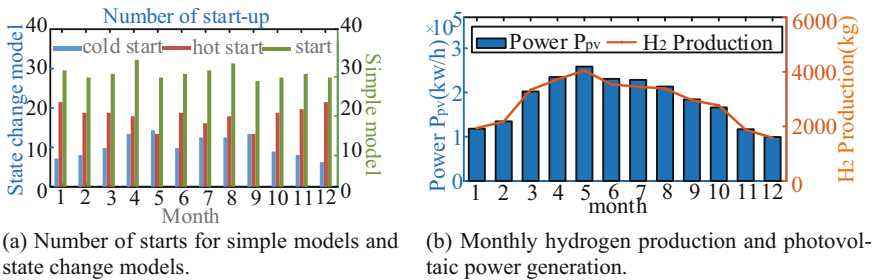 Number of start-up
40 40
cold start hot start start
State change model
30 30
20 20
10 10
0 0
Simple model
1 2 3 4 5 6 7 8 9 10 11 12
Month
(a) Number of starts for simple models and
state change models.
×10⁵
Power Ppv H2 Production
Power Ppv(kw/h)
3
2
1
0
6000
4000
2000
0
H2 Production(kg)
1 2 3 4 5 6 7 8 9 10 11 12
month
(b) Monthly hydrogen production and photovol-
taic power generation.